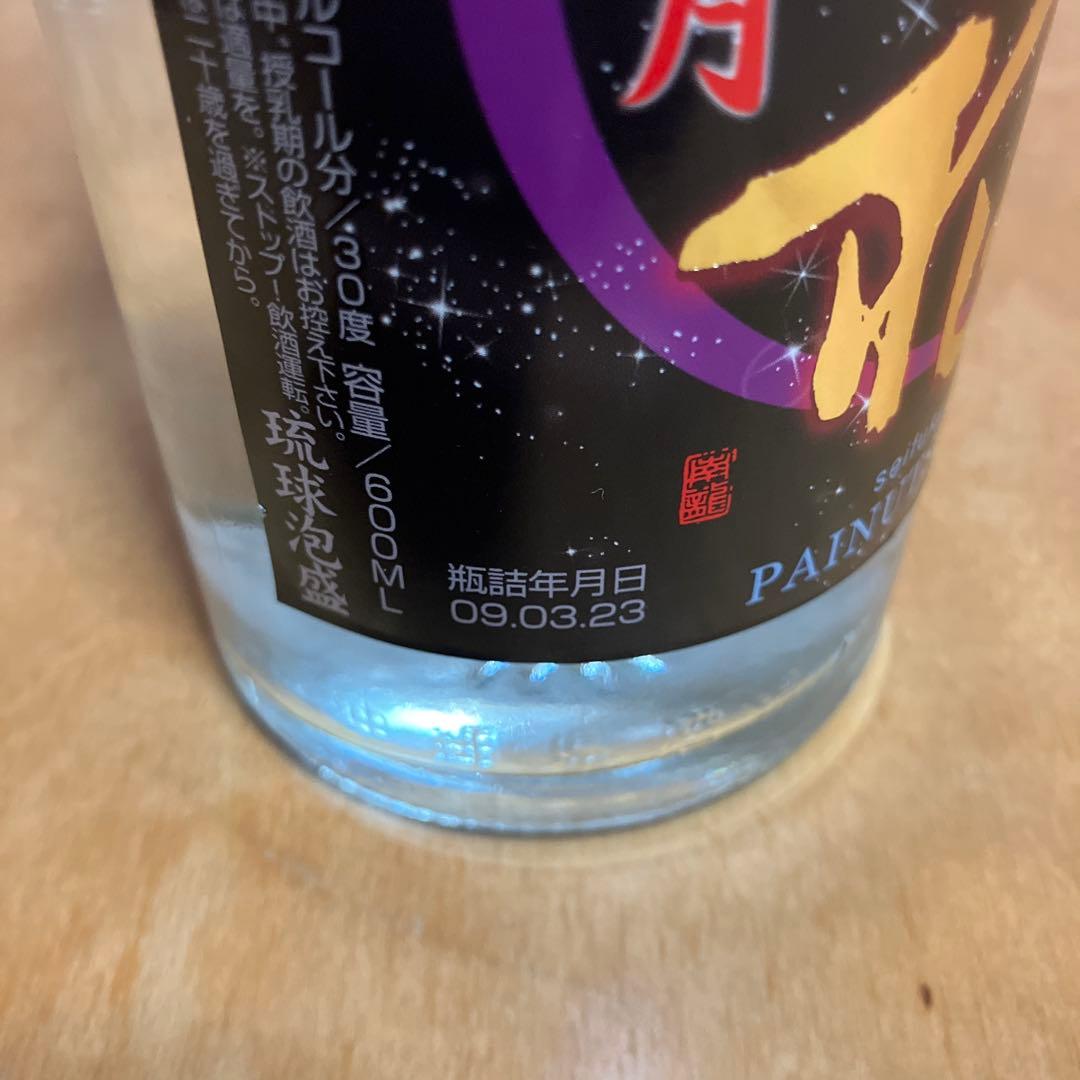 月
ルコール分/30度 容量/600ML
中、授乳期の飲酒はお控え下さい。
は適量を。※ストップ!飲酒運転。
は二十歳を過ぎてから。
琉球泡盛
seifuku
PAINU
瓶詰年月日
09.03.23